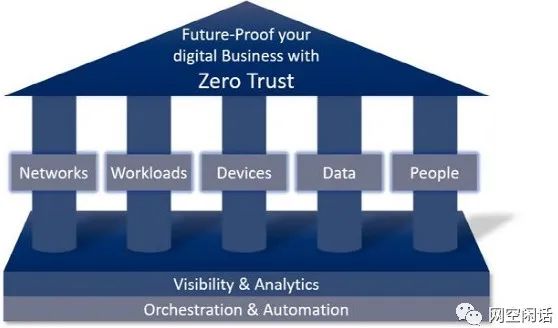 Future-Proof your
digital Business with
Zero Trust
Networks
Workloads
Devices
Data
People
Visibility & Analytics
Orchestration & Automation
网空闲话